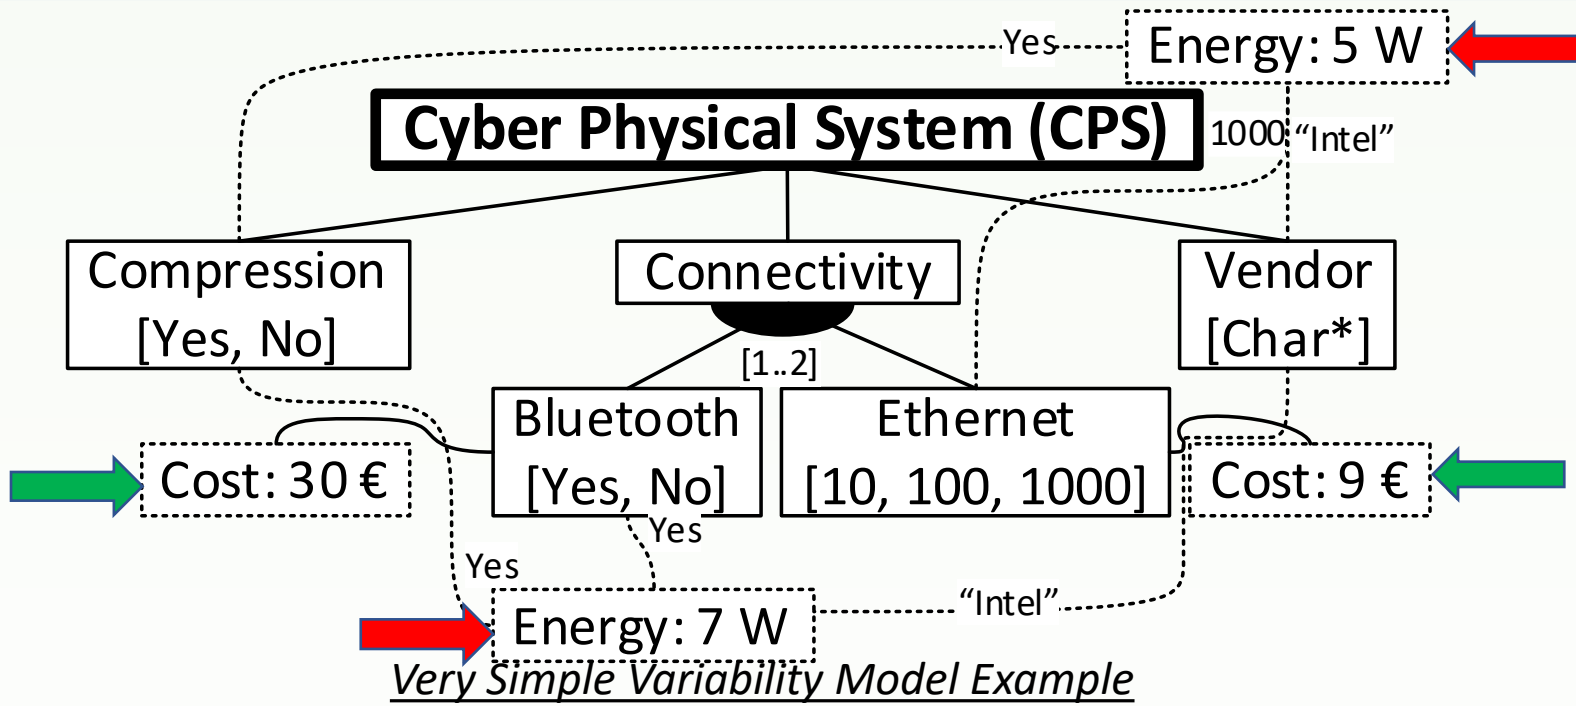 Yes
Energy: 5 W
Cyber Physical System (CPS)
1000
“Intel”
Compression
[Yes, No]
Connectivity
Vendor
[Char*]
[1..2]
Bluetooth
[Yes, No]
Ethernet
[10, 100, 1000]
Cost: 30 €
Cost: 9 €
Yes
Yes
“Intel”
Energy: 7 W
Very Simple Variability Model Example